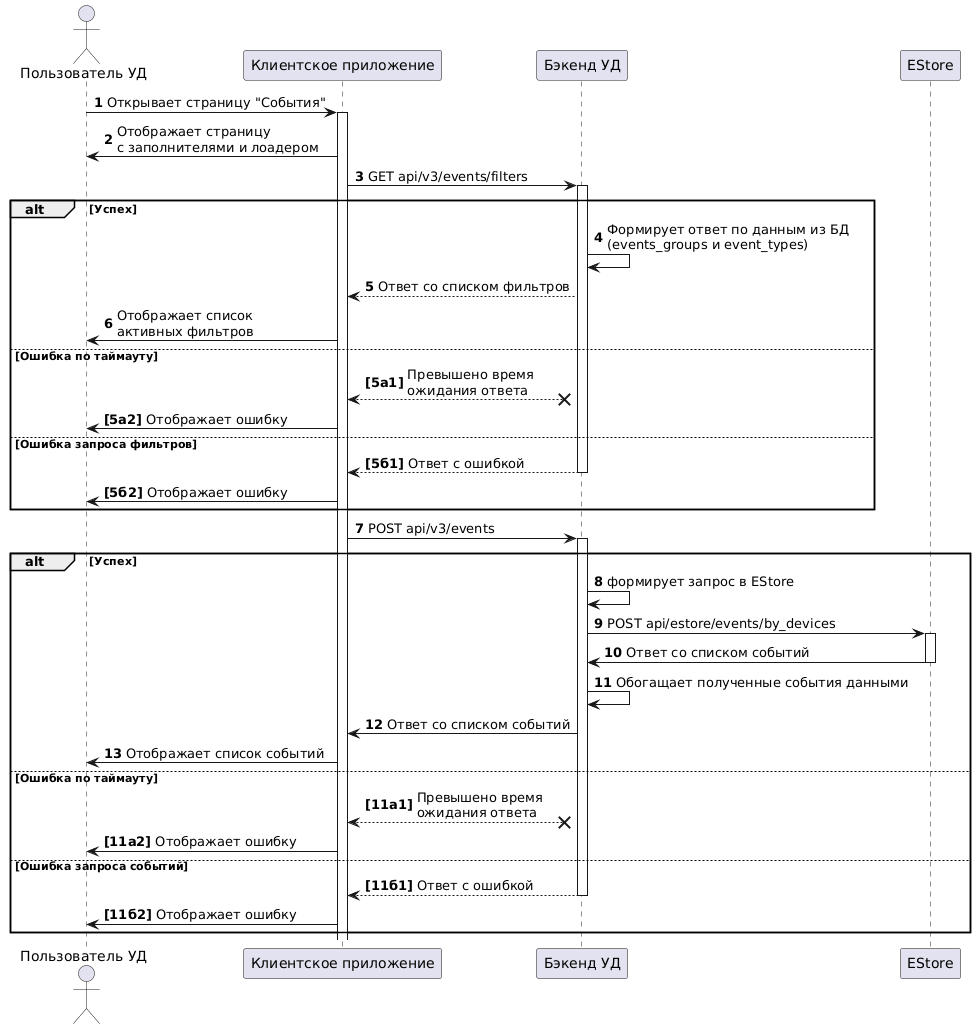 Пользователь УД
Клиентское приложение
Бэкенд УД
EStore
1 Открывает страницу "События"
2 Отображает страницу
с заполнителями и лоадером
3 GET api/v3/events/filters
alt [Успех]
4 Формирует ответ по данным из БД
(events_groups и event_types)
5 Ответ со списком фильтров
6 Отображает список
активных фильтров
[Ошибка по таймауту]
[5а1] Превышено время
ожидания ответа
[5а2] Отображает ошибку
[Ошибка запроса фильтров]
[5б1] Ответ с ошибкой
[5б2] Отображает ошибку
7 POST api/v3/events
alt [Успех]
8 формирует запрос в EStore
9 POST api/estore/events/by_devices
10 Ответ со списком событий
11 Обогащает полученные события данными
12 Ответ со списком событий
13 Отображает список событий
[Ошибка по таймауту]
[11а1] Превышено время
ожидания ответа
[11а2] Отображает ошибку
[Ошибка запроса событий]
[11б1] Ответ с ошибкой
[11б2] Отображает ошибку
Пользователь УД
Клиентское приложение
Бэкенд УД
EStore